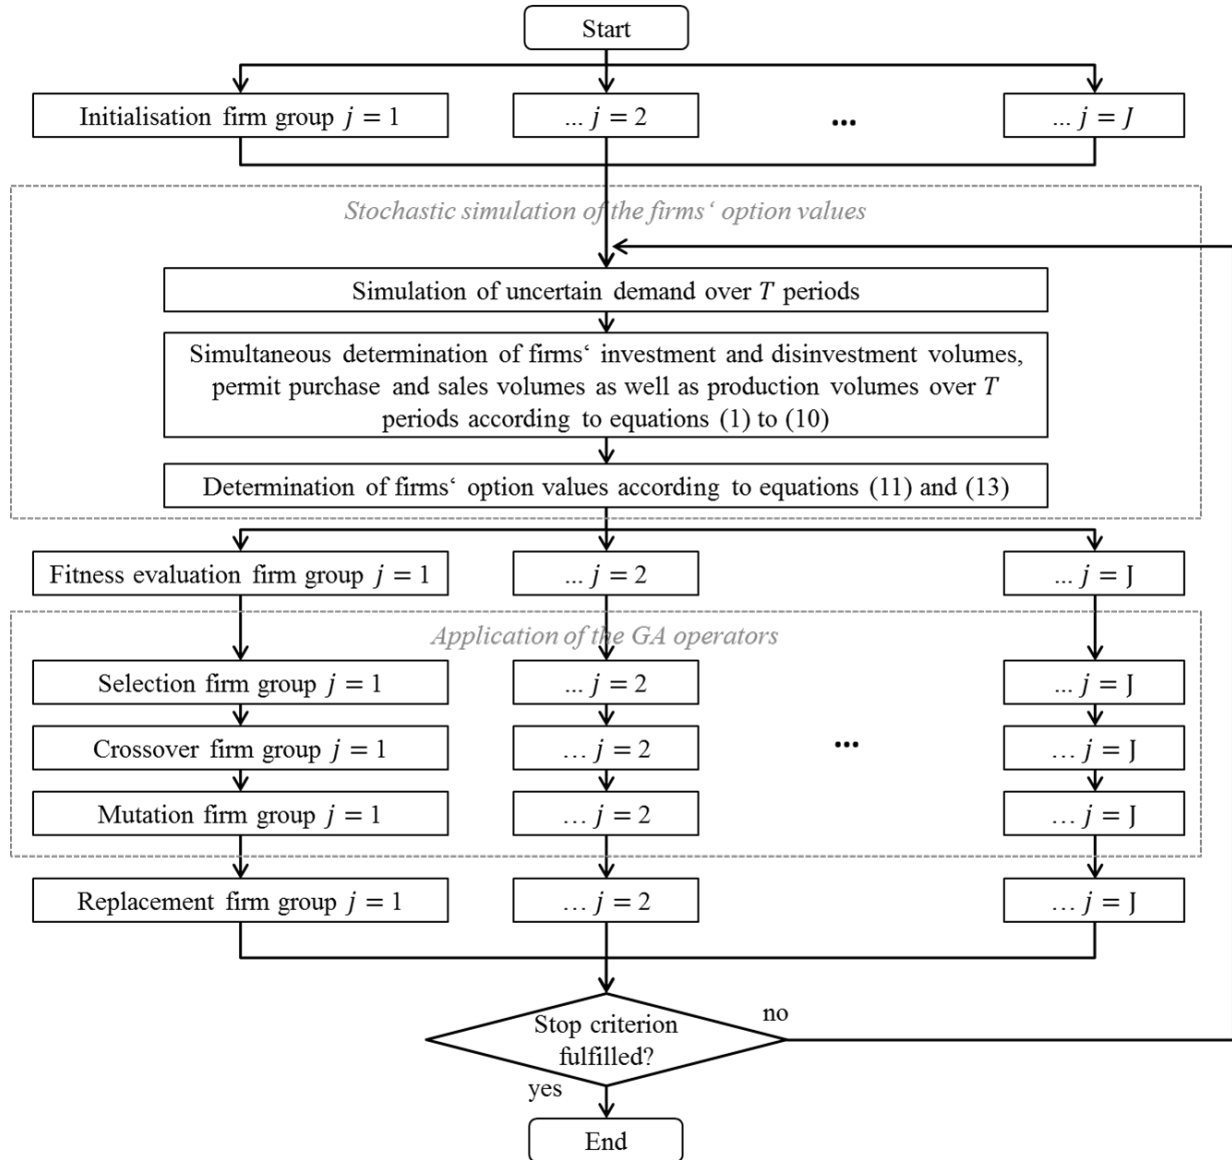 Start
Initialisation firm group j = 1
... j = 2
...
... j = J
Stochastic simulation of the firms‘ option values
Simulation of uncertain demand over T periods
Simultaneous determination of firms‘ investment and disinvestment volumes,
permit purchase and sales volumes as well as production volumes over T
periods according to equations (1) to (10)
Determination of firms‘ option values according to equations (11) and (13)
Fitness evaluation firm group j = 1
... j = 2
... j = J
Application of the GA operators
Selection firm group j = 1
... j = 2
... j = J
Crossover firm group j = 1
… j = 2
...
… j = J
Mutation firm group j = 1
… j = 2
… j = J
Replacement firm group j = 1
… j = 2
… j = J
Stop criterion
fulfilled?
no
yes
End